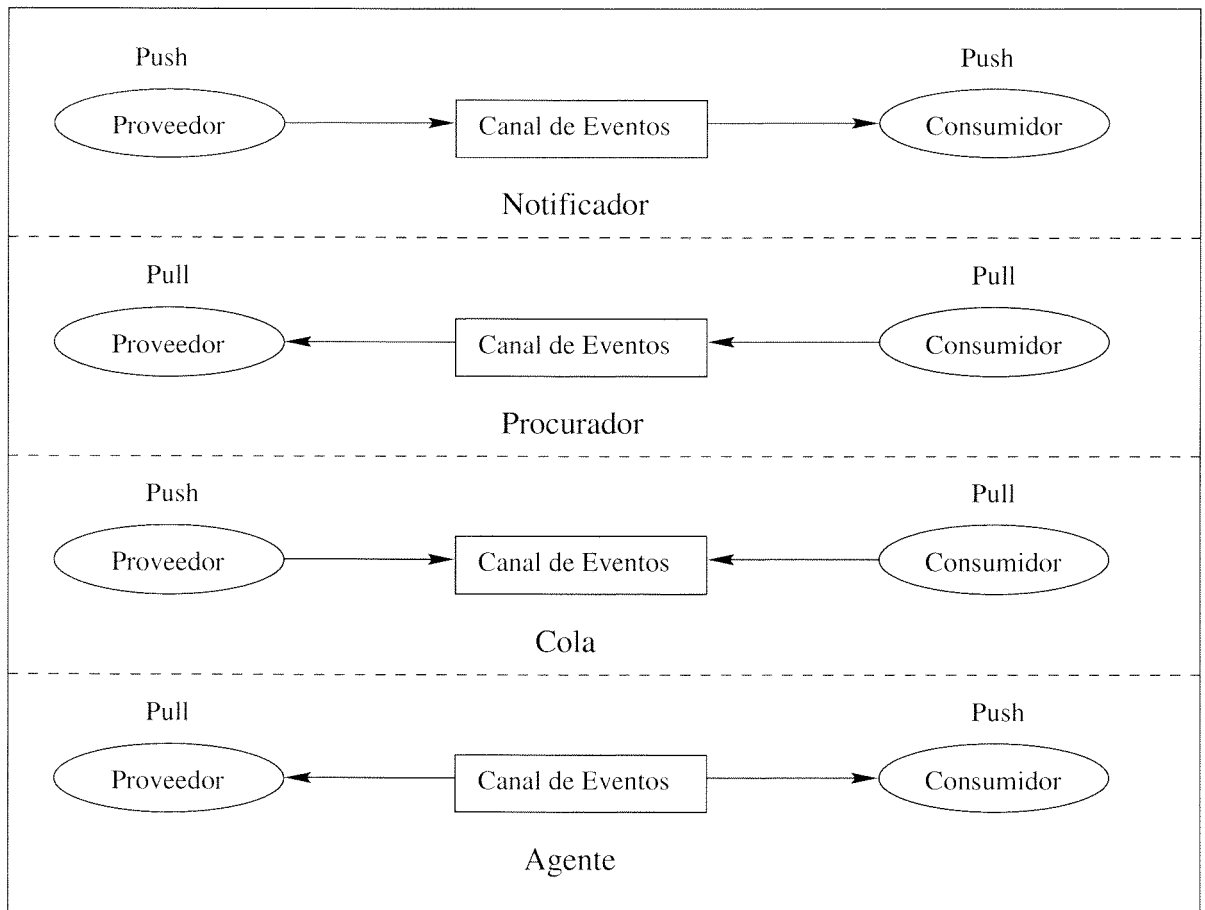 Push Push
Proveedor Canal de Eventos Consumidor
Notificador
Pull Pull
Proveedor Canal de Eventos Consumidor
Procurador
Push Pull
Proveedor Canal de Eventos Consumidor
Cola
Pull Push
Proveedor Canal de Eventos Consumidor
Agente